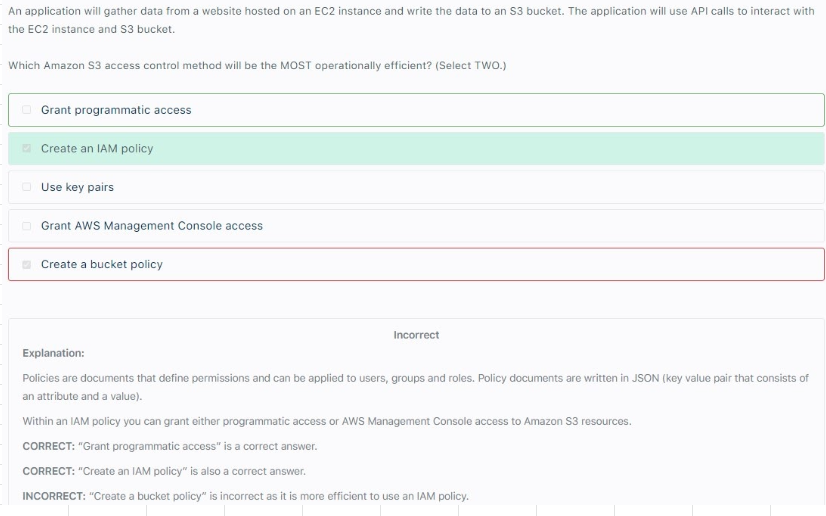 An application will gather data from a website hosted on an EC2 instance and write the data to an S3 bucket. The application will use API calls to interact with
the EC2 instance and S3 bucket.
Which Amazon S3 access control method will be the MOST operationally efficient? (Select TWO.)
Grant programmatic access
Create an IAM policy
Use key pairs
Grant AWS Management Console access
Create a bucket policy
Incorrect
Explanation:
Policies are documents that define permissions and can be applied to users, groups and roles. Policy documents are written in JSON (key value pair that consists of
an attribute and a value).
Within an IAM policy you can grant either programmatic access or AWS Management Console access to Amazon S3 resources.
CORRECT: “Grant programmatic access” is a correct answer.
CORRECT: “Create an IAM policy” is also a correct answer.
INCORRECT: “Create a bucket policy” is incorrect as it is more efficient to use an IAM policy.